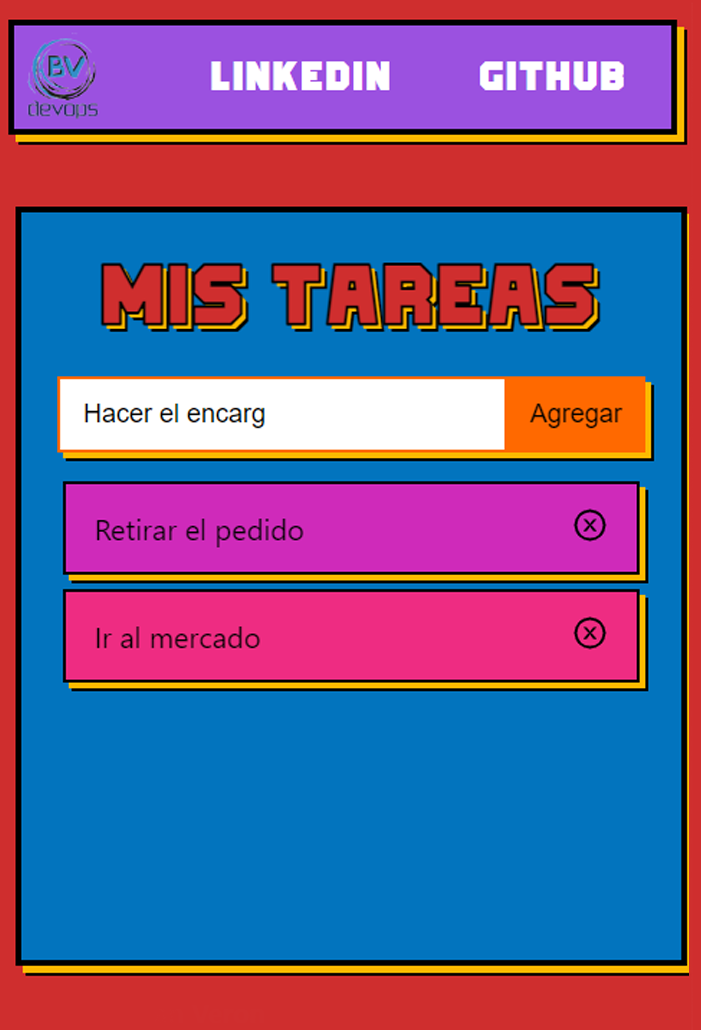 BV
devops
LINKEDIN GITHUB
MIS TAREAS
Hacer el encarg Agregar
Retirar el pedido
Ir al mercado